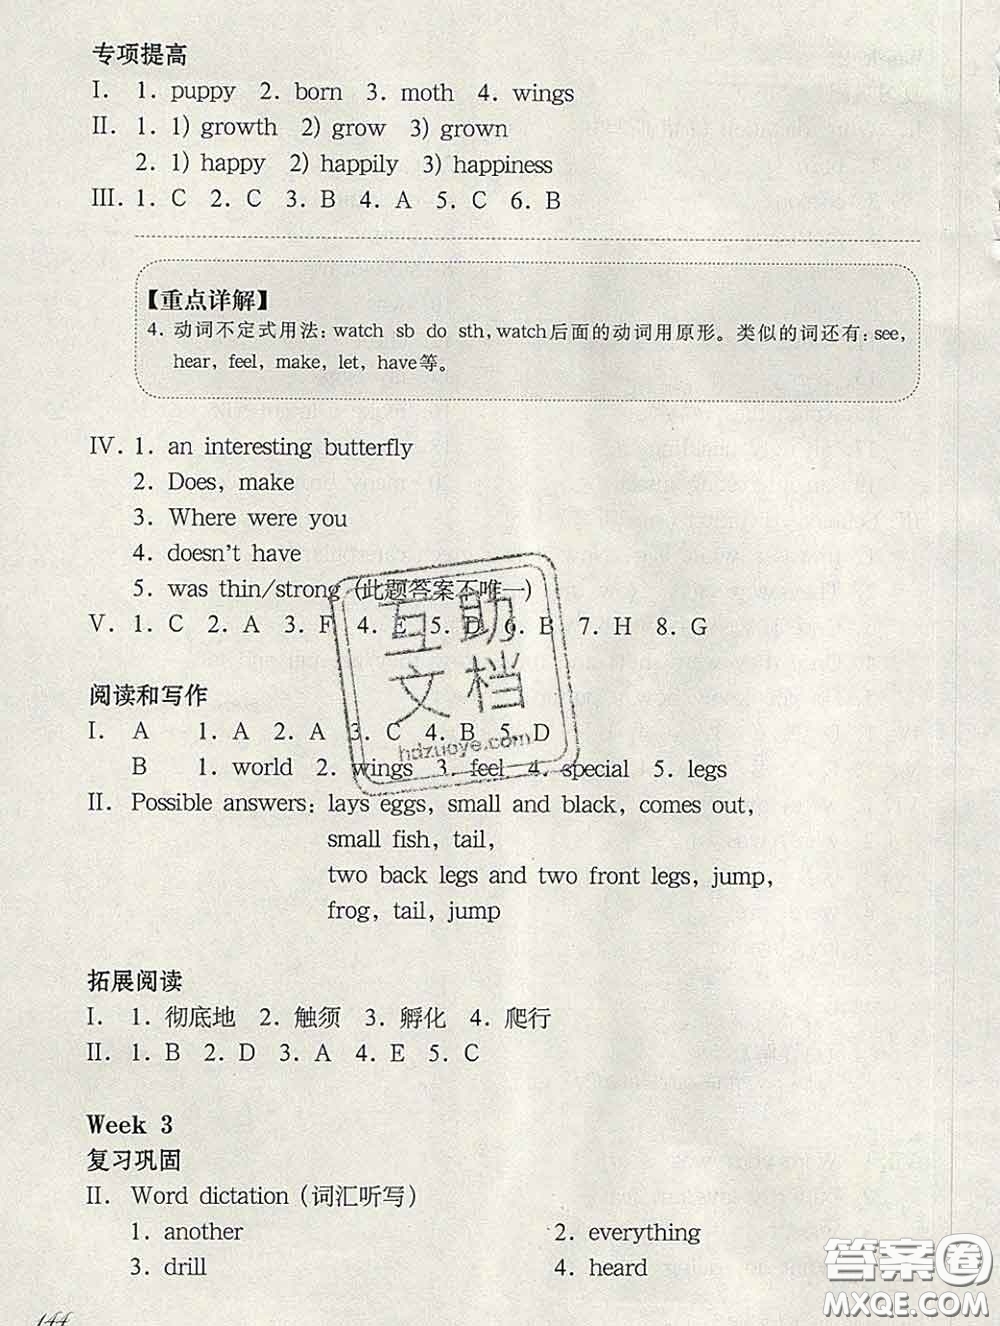 专项提高
I. 1. puppy 2. born 3. moth 4. wings
II. 1. 1) growth 2) grow 3) grown
2. 1) happy 2) happily 3) happiness
III. 1. C 2. C 3. B 4. A 5. C 6. B
【重点详解】
4. 动词不定式用法：watch sb do sth, watch后面的动词用原形。类似的词还有：see,
hear, feel, make, let, have等。
IV. 1. an interesting butterfly
2. Does, make
3. Where were you
4. doesn't have
5. was thin/strong (此题答案不唯一)
V. 1. C 2. A 3. F 4. E 5. D 6. B 7. H 8. G
阅读和写作
I. A 1. A 2. A 3. C 4. B 5. D
B 1. world 2. wings 3. feel 4. special 5. legs
II. Possible answers: lays eggs, small and black, comes out,
small fish, tail,
two back legs and two front legs, jump,
frog, tail, jump
互助
文档
hdzuoye.com
拓展阅读
I. 1. 彻底地 2. 触须 3. 孵化 4. 爬行
II. 1. B 2. D 3. A 4. E 5. C
Week 3
复习巩固
II. Word dictation (词汇听写)
1. another 2. everything
3. drill 4. heard
144
答案圈
MXQE.COM